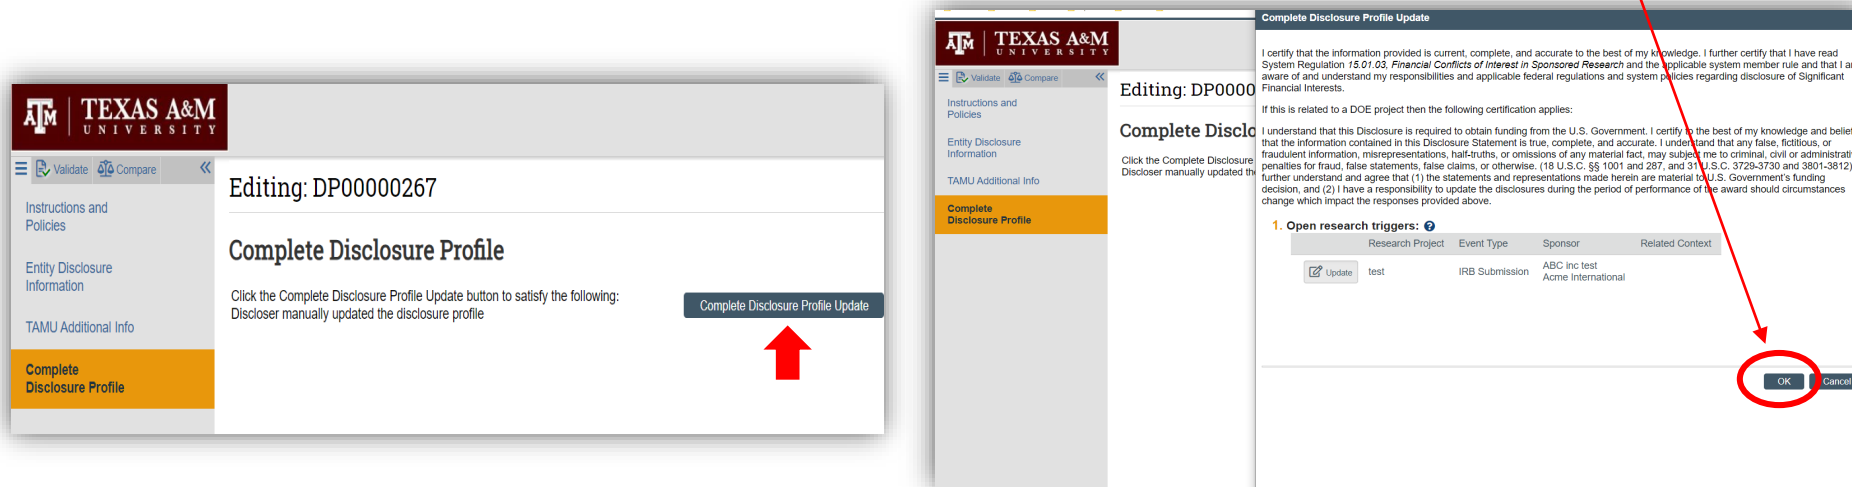 TEXAS A&M
UNIVERSITY
Validate Compare
Instructions and
Policies
Entity Disclosure
Information
TAMU Additional Info
Complete
Disclosure Profile
Editing: DP00000267
Complete Disclosure Profile
Click the Complete Disclosure Profile Update button to satisfy the following:
Discloser manually updated the disclosure profile
Complete Disclosure Profile Update
TEXAS A&M
UNIVERSITY
Validate Compare
Instructions and
Policies
Entity Disclosure
Information
TAMU Additional Info
Complete
Disclosure Profile
Editing: DP0000
Complete Disclo
Click the Complete Disclosure
Discloser manually updated th
Complete Disclosure Profile Update
I certify that the information provided is current, complete, and accurate to the best of my knowledge. I further certify that I have read
System Regulation 15.01.03, Financial Conflicts of Interest in Sponsored Research and the applicable system member rule and that I a
aware of and understand my responsibilities and applicable federal regulations and system policies regarding disclosure of Significant
Financial Interests.
If this is related to a DOE project then the following certification applies:
I understand that this Disclosure is required to obtain funding from the U.S. Government. I certify to the best of my knowledge and belief
that the information contained in this Disclosure Statement is true, complete, and accurate. I understand that any false, fictitious, or
fraudulent information, misrepresentations, half-truths, or omissions of any material fact, may subject me to criminal, civil or administrati
penalties for fraud, false statements, false claims, or otherwise. (18 U.S.C. §§ 1001 and 287, and 31 U.S.C. 3729-3730 and 3801-3812)
further understand and agree that (1) the statements and representations made herein are material to U.S. Government's funding
decision, and (2) I have a responsibility to update the disclosures during the period of performance of the award should circumstances
change which impact the responses provided above.
1. Open research triggers:
Research Project Event Type Sponsor Related Context
Update test IRB Submission ABC inc test
Acme International
OK Cancel